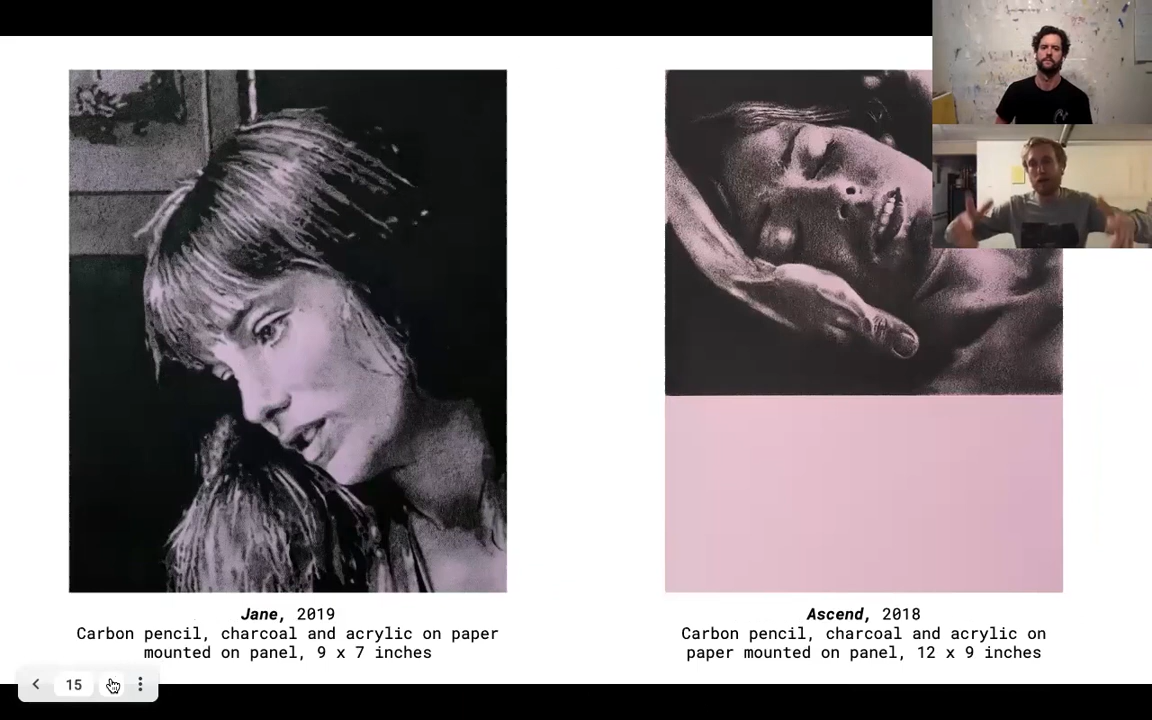 Jane, 2019
Carbon pencil, charcoal and acrylic on paper
mounted on panel, 9 x 7 inches
Ascend, 2018
Carbon pencil, charcoal and acrylic on
paper mounted on panel, 12 x 9 inches
15